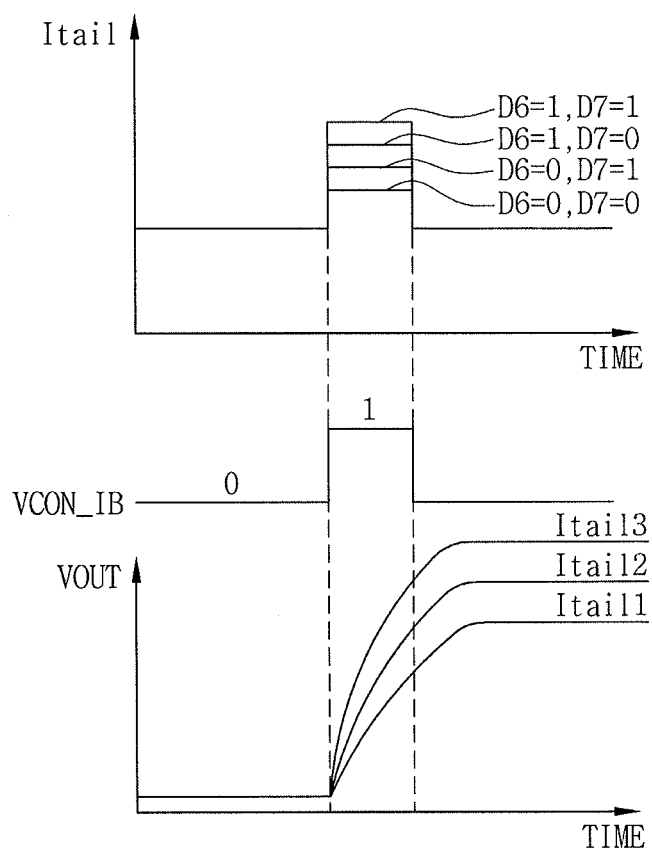 Itail
D6=1,D7=1
D6=1,D7=0
D6=0,D7=1
D6=0,D7=0
TIME
1
0
VCON_IB
Itail3
VOUT
Itail2
Itail1
TIME